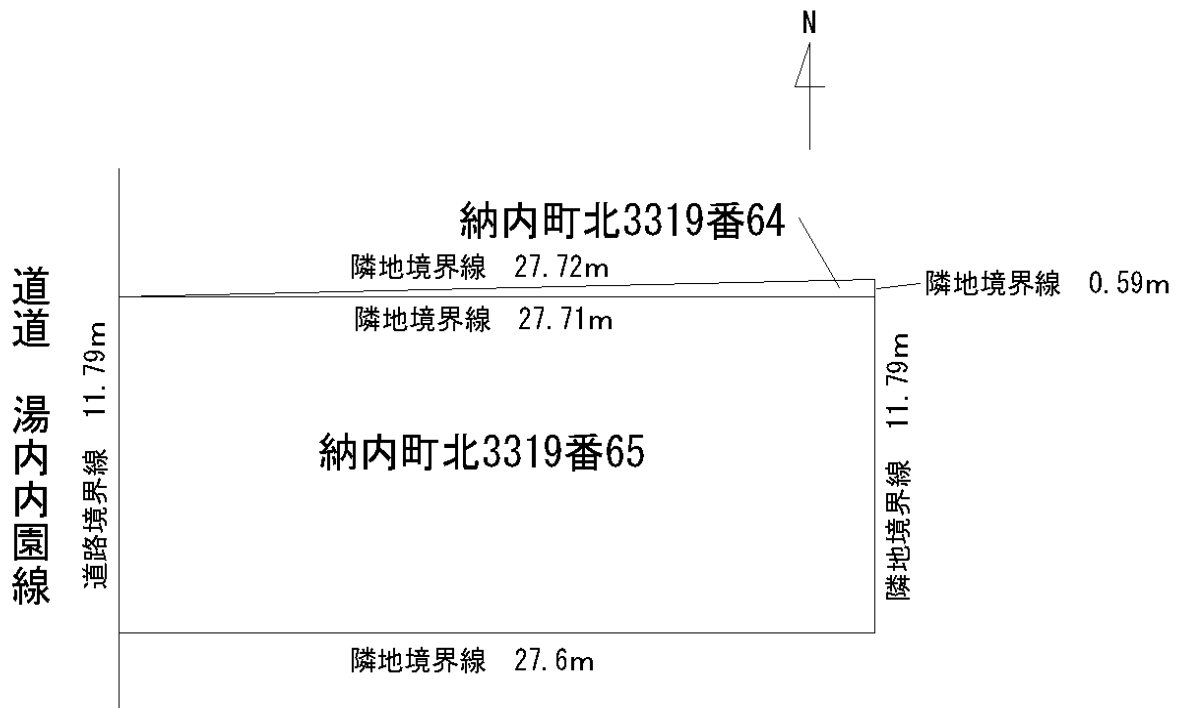 N
納内町北3319番64
隣地境界線 27.72m
隣地境界線 0.59m
隣地境界線 27.71m
道道 湯内内園線
道路境界線 11.79m
納内町北3319番65
隣地境界線 11.79m
隣地境界線 27.6m